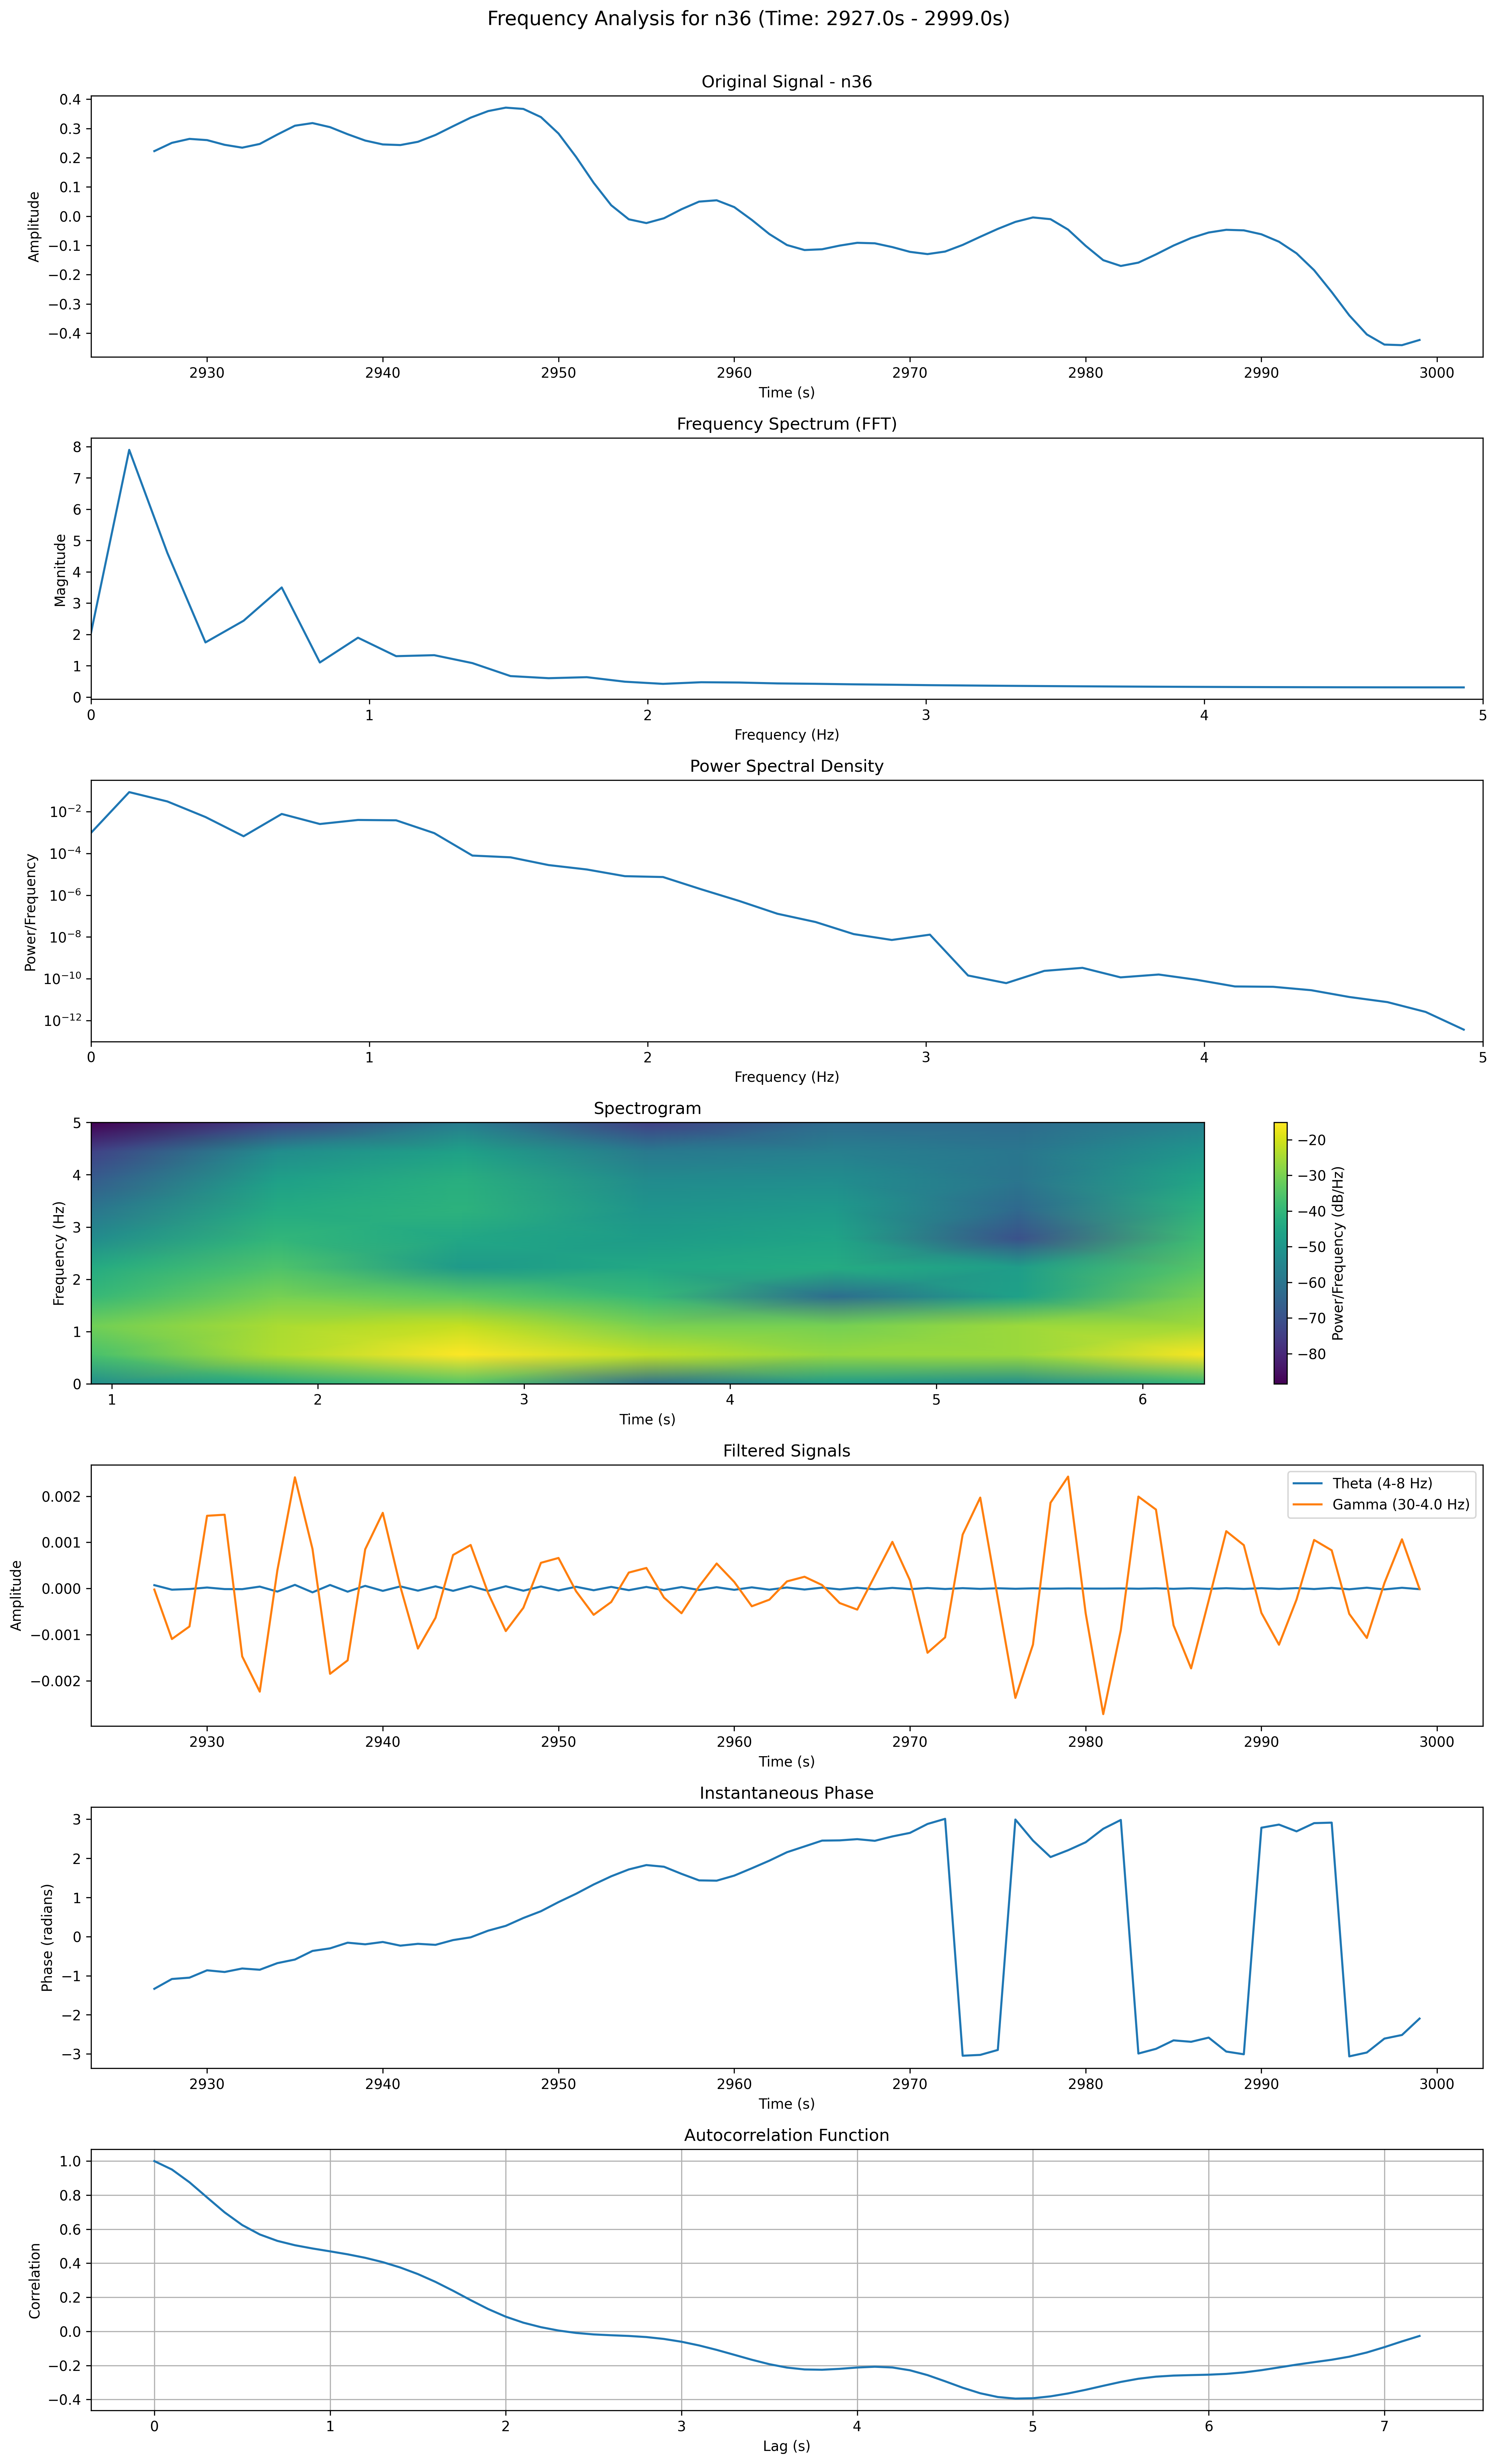 Frequency Analysis for n36 (Time: 2927.0s - 2999.0s)
Original Signal - n36
0.4
0.3
0.2
0.1
0.0
−0.1
−0.2
−0.3
−0.4
Amplitude
2930 2940 2950 2960 2970 2980 2990 3000
Time (s)
Frequency Spectrum (FFT)
8
7
6
5
4
3
2
1
0
Magnitude
0 1 2 3 4 5
Frequency (Hz)
Power Spectral Density
10⁻²
10⁻⁴
10⁻⁶
10⁻⁸
10⁻¹⁰
10⁻¹²
Power/Frequency
0 1 2 3 4 5
Frequency (Hz)
Spectrogram
5
4
3
2
1
0
Frequency (Hz)
1 2 3 4 5 6
Time (s)
−20
−30
−40
−50
−60
−70
−80
Power/Frequency (dB/Hz)
Filtered Signals
0.002
0.001
0.000
−0.001
−0.002
Amplitude
Theta (4-8 Hz)
Gamma (30-4.0 Hz)
2930 2940 2950 2960 2970 2980 2990 3000
Time (s)
Instantaneous Phase
3
2
1
0
−1
−2
−3
Phase (radians)
2930 2940 2950 2960 2970 2980 2990 3000
Time (s)
Autocorrelation Function
1.0
0.8
0.6
0.4
0.2
0.0
−0.2
−0.4
Correlation
0 1 2 3 4 5 6 7
Lag (s)